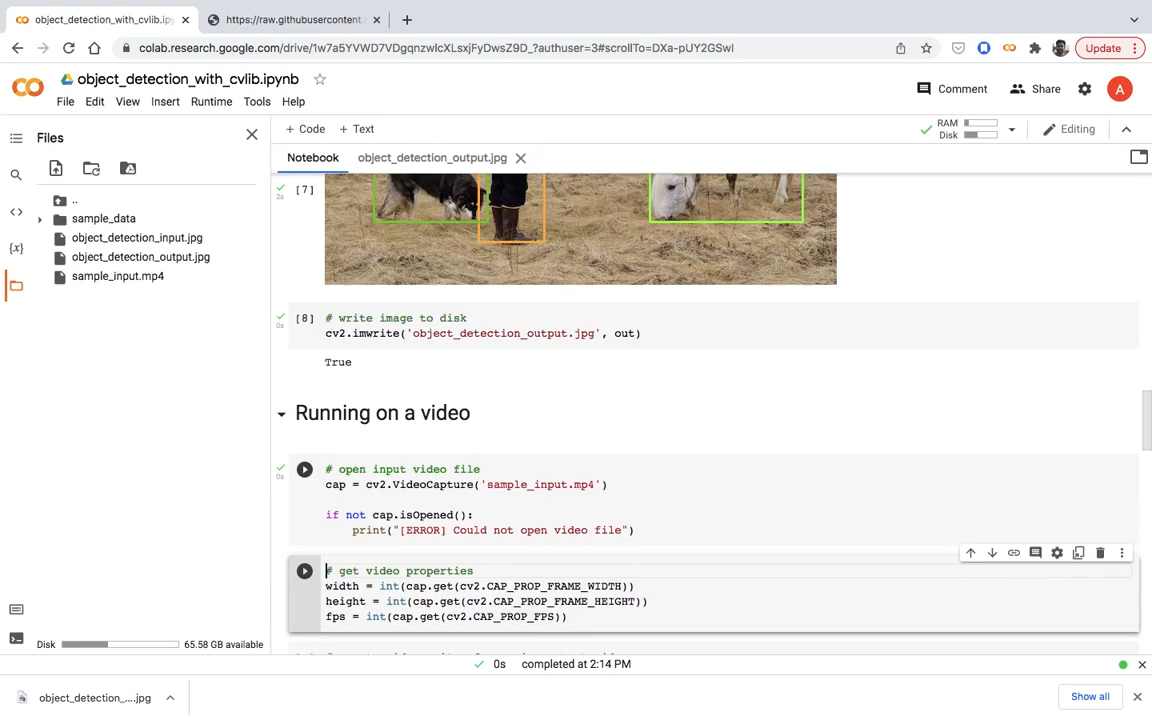 object_detection_with_cvlib.ipy
https://raw.githubusercontent.
colab.research.google.com/drive/1w7a5YVWD7VDgqnzwlcXLsxjFyDwsZ9D_?authuser=3#scrollTo=DXa-pUY2GSwl
Update
object_detection_with_cvlib.ipynb
File Edit View Insert Runtime Tools Help
Comment
Share
A
Files
+ Code + Text
RAM
Disk
Editing
Notebook
object_detection_output.jpg
..
sample_data
object_detection_input.jpg
object_detection_output.jpg
sample_input.mp4
{x}
[7]
2s
[8]
0s
# write image to disk
cv2.imwrite('object_detection_output.jpg', out)
True
Running on a video
0s
# open input video file
cap = cv2.VideoCapture('sample_input.mp4')
if not cap.isOpened():
print("[ERROR] Could not open video file")
# get video properties
width = int(cap.get(cv2.CAP_PROP_FRAME_WIDTH))
height = int(cap.get(cv2.CAP_PROP_FRAME_HEIGHT))
fps = int(cap.get(cv2.CAP_PROP_FPS))
Disk
65.58 GB available
0s completed at 2:14 PM
object_detection_....jpg
Show all